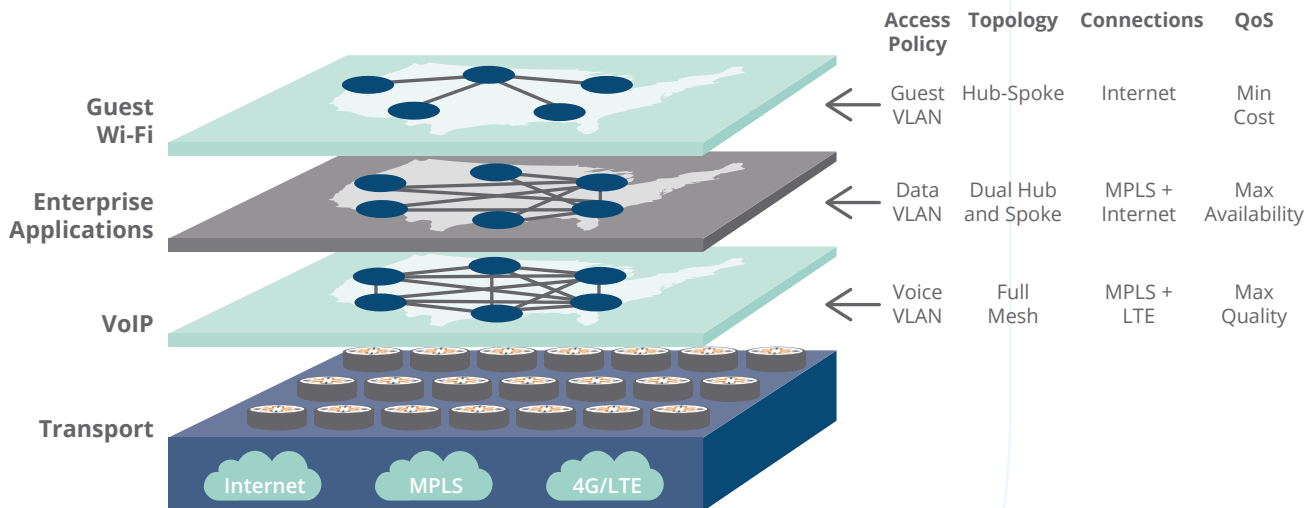 Access Topology Connections QoS
Policy
Guest
Wi-Fi
Guest Hub-Spoke Internet Min
VLAN Cost
Enterprise
Applications
Data Dual Hub MPLS + Max
VLAN and Spoke Internet Availability
VoIP
Voice Full MPLS + Max
VLAN Mesh LTE Quality
Transport
Internet MPLS 4G/LTE